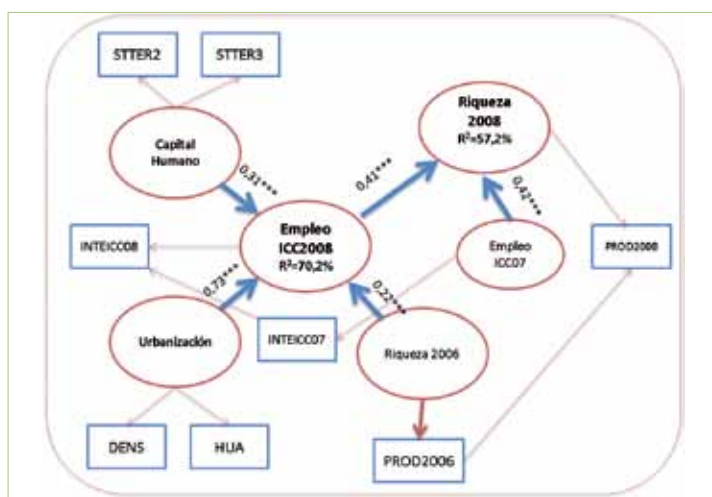 STTER2
STTER3
Capital
Humano
Riqueza
2008
R²=57,2%
0,31***
0,41***
0,42***
INTEICC08
Empleo
ICC2008
R²=70,2%
Empleo
ICC07
PROD2008
0,73***
0,22***
Urbanización
INTEICC07
Riqueza 2006
DENS
HUA
PROD2006